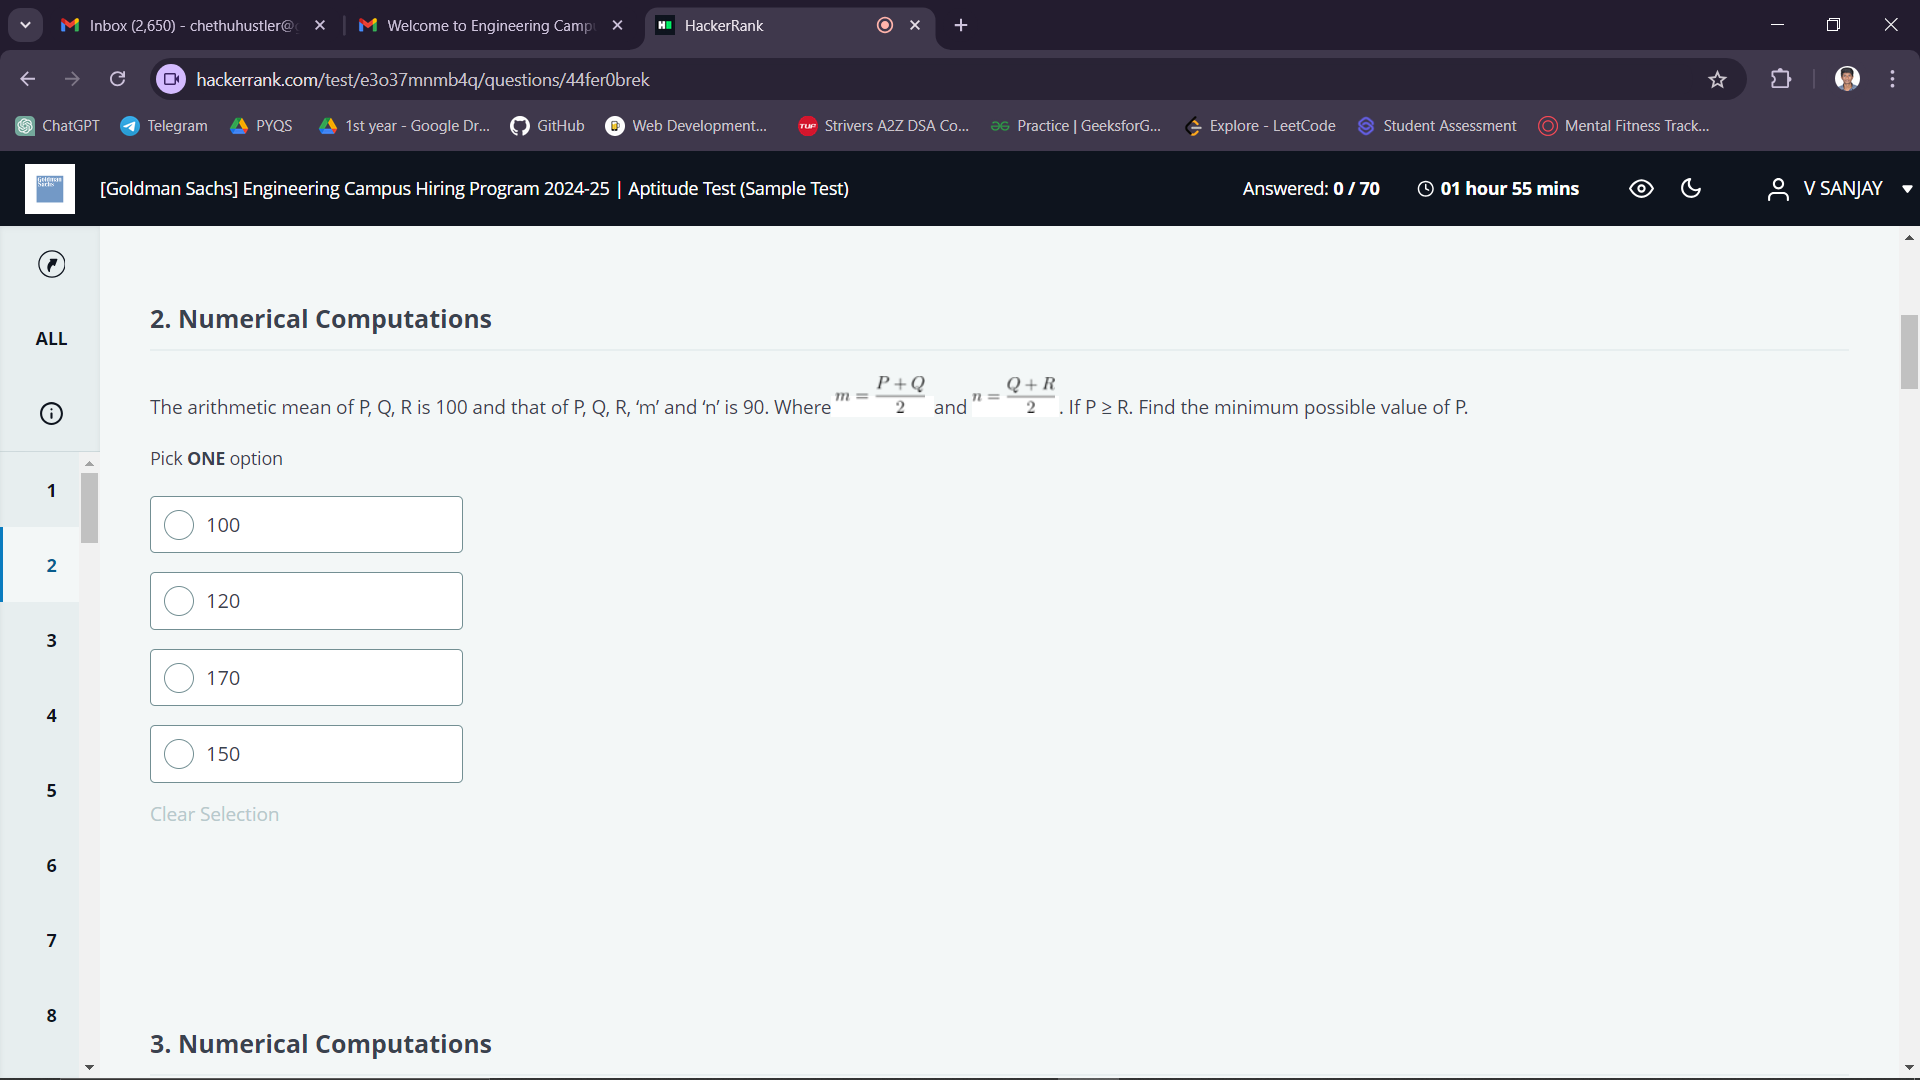 Inbox (2,650) - chethuhustler@
Welcome to Engineering Camp
HackerRank
hackerrank.com/test/e3o37mnmb4q/questions/44fer0brek
ChatGPT
Telegram
PYQS
1st year - Google Dr...
GitHub
Web Development...
TUF
Strivers A2Z DSA Co...
Practice | GeeksforG...
Explore - LeetCode
Student Assessment
Mental Fitness Track...
Goldman Sachs
[Goldman Sachs] Engineering Campus Hiring Program 2024-25 | Aptitude Test (Sample Test)
Answered: 0 / 70
01 hour 55 mins
V SANJAY
ALL
1
2
3
4
5
6
7
8
2. Numerical Computations
The arithmetic mean of P, Q, R is 100 and that of P, Q, R, ‘m’ and ‘n’ is 90. Where m = (P + Q)/2 and n = (Q + R)/2 . If P ≥ R. Find the minimum possible value of P.
Pick ONE option
100
120
170
150
Clear Selection
3. Numerical Computations